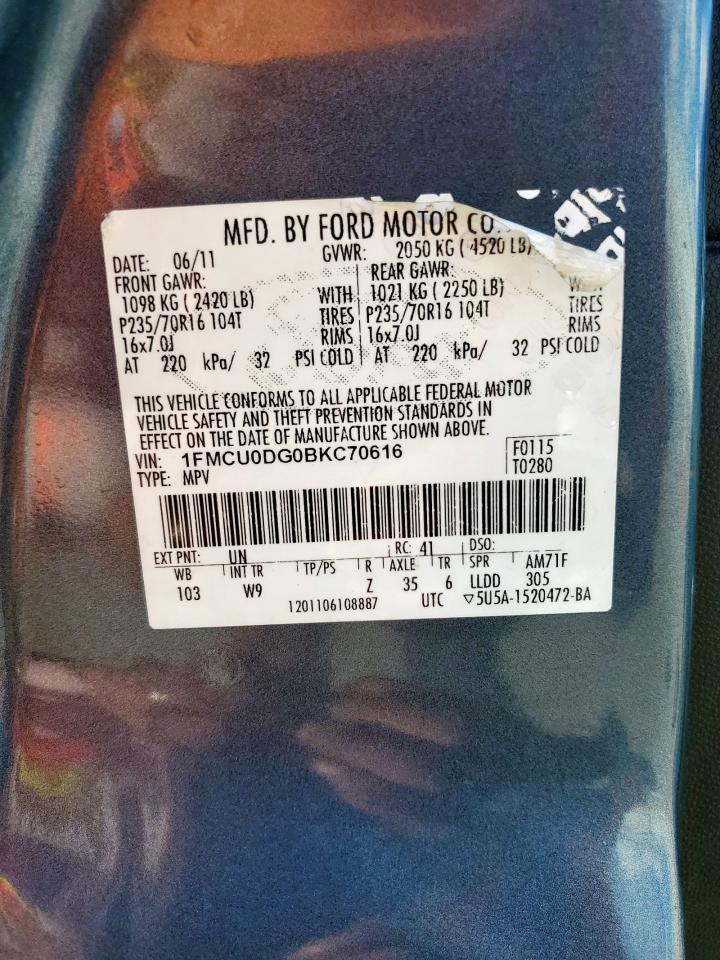 MFD. BY FORD MOTOR CO.
DATE: 06/11 GVWR: 2050 KG ( 4520 LB)
FRONT GAWR: REAR GAWR:
1098 KG ( 2420 LB) WITH 1021 KG ( 2250 LB)
P235/70R16 104T TIRES P235/70R16 104T TIRES
16x7.0J RIMS 16x7.0J RIMS
AT 220 kPa/ 32 PSI COLD AT 220 kPa/ 32 PSI COLD
THIS VEHICLE CONFORMS TO ALL APPLICABLE FEDERAL MOTOR
VEHICLE SAFETY AND THEFT PREVENTION STANDARDS IN
EFFECT ON THE DATE OF MANUFACTURE SHOWN ABOVE.
VIN: 1FMCU0DG0BKC70616 F0115
TYPE: MPV T0280
EXT PNT: UN RC: 41 DSO:
WB INT TR TP/PS R AXLE TR SPR AM71F
103 W9 Z 35 6 LLDD 305
1201106108887 UTC ▽5U5A-1520472-BA